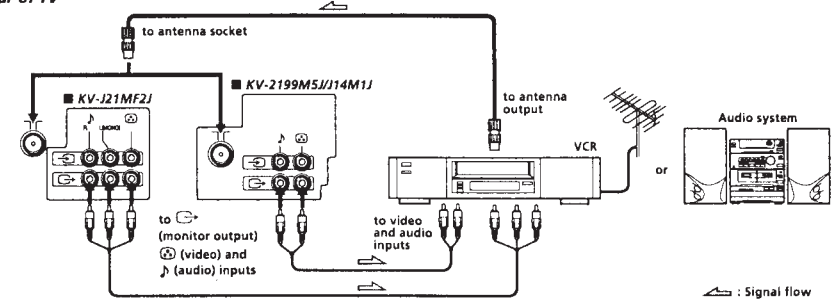 to antenna socket
■ KV-J21MF2J
R L(MONO)
■ KV-2199M5J/J14M1J
to antenna
output
VCR
or
Audio system
to
(monitor output)
(video) and
(audio) inputs
to video
and audio
inputs
: Signal flow